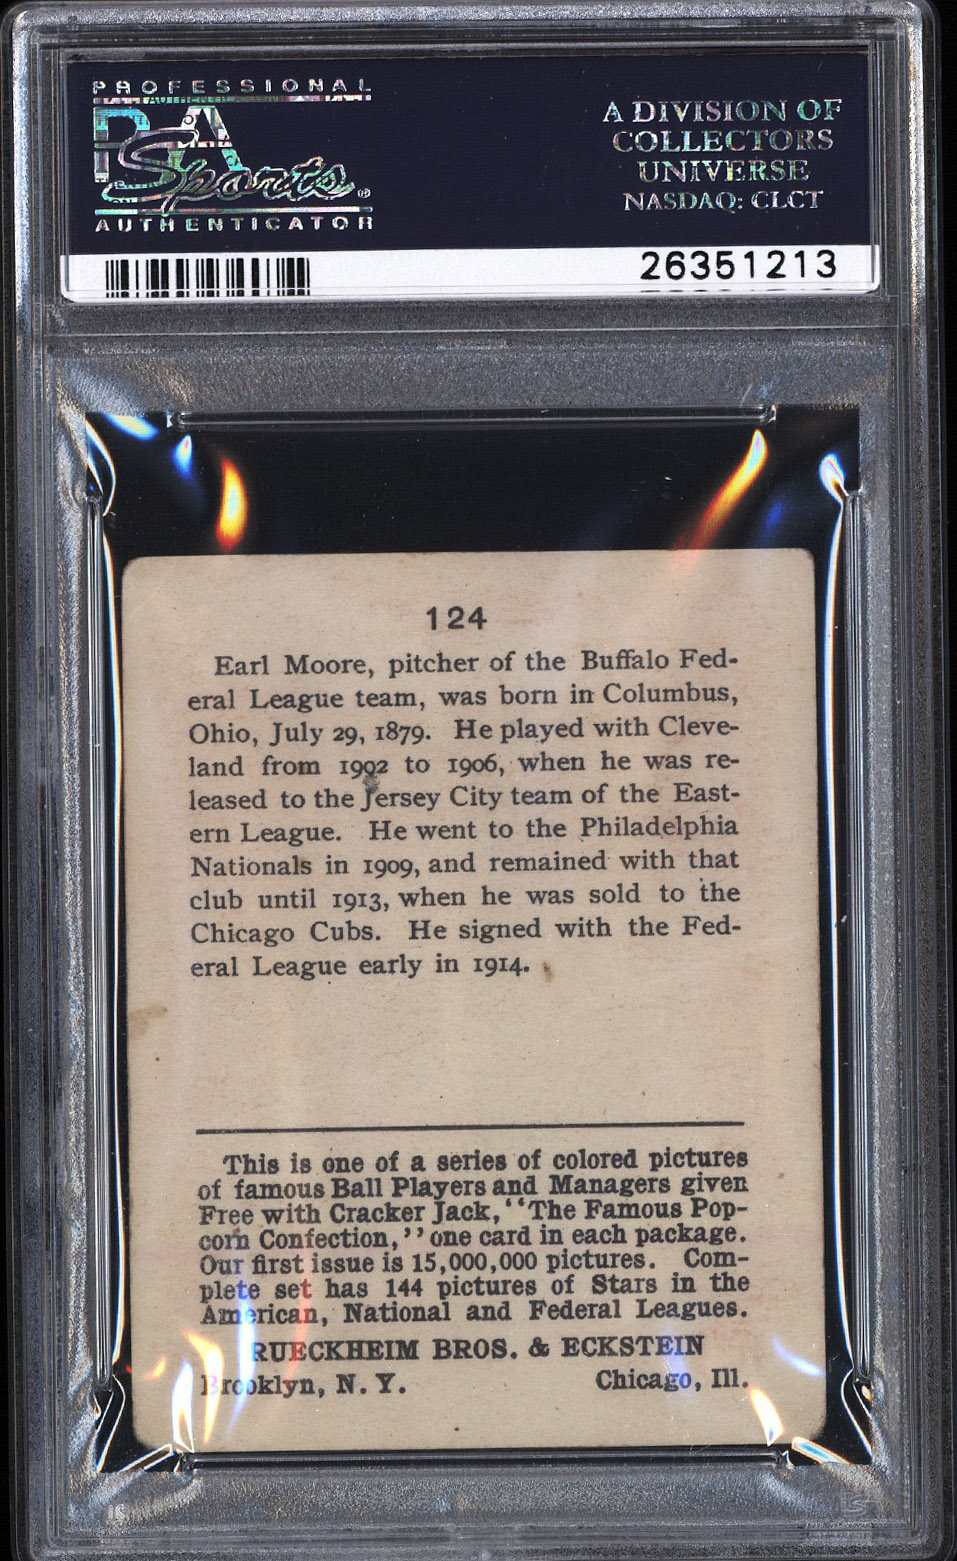 PROFESSIONAL
PSA
Sports®
AUTHENTICATOR
A DIVISION OF
COLLECTORS
UNIVERSE
NASDAQ: CLCT
26351213
124
Earl Moore, pitcher of the Buffalo Fed-
eral League team, was born in Columbus,
Ohio, July 29, 1879. He played with Cleve-
land from 1902 to 1906, when he was re-
leased to the Jersey City team of the East-
ern League. He went to the Philadelphia
Nationals in 1909, and remained with that
club until 1913, when he was sold to the
Chicago Cubs. He signed with the Fed-
eral League early in 1914.
This is one of a series of colored pictures
of famous Ball Players and Managers given
Free with Cracker Jack, "The Famous Pop-
corn Confection," one card in each package.
Our first issue is 15,000,000 pictures. Com-
plete set has 144 pictures of Stars in the
American, National and Federal Leagues.
RUECKHEIM BROS. & ECKSTEIN
Brooklyn, N. Y. Chicago, Ill.